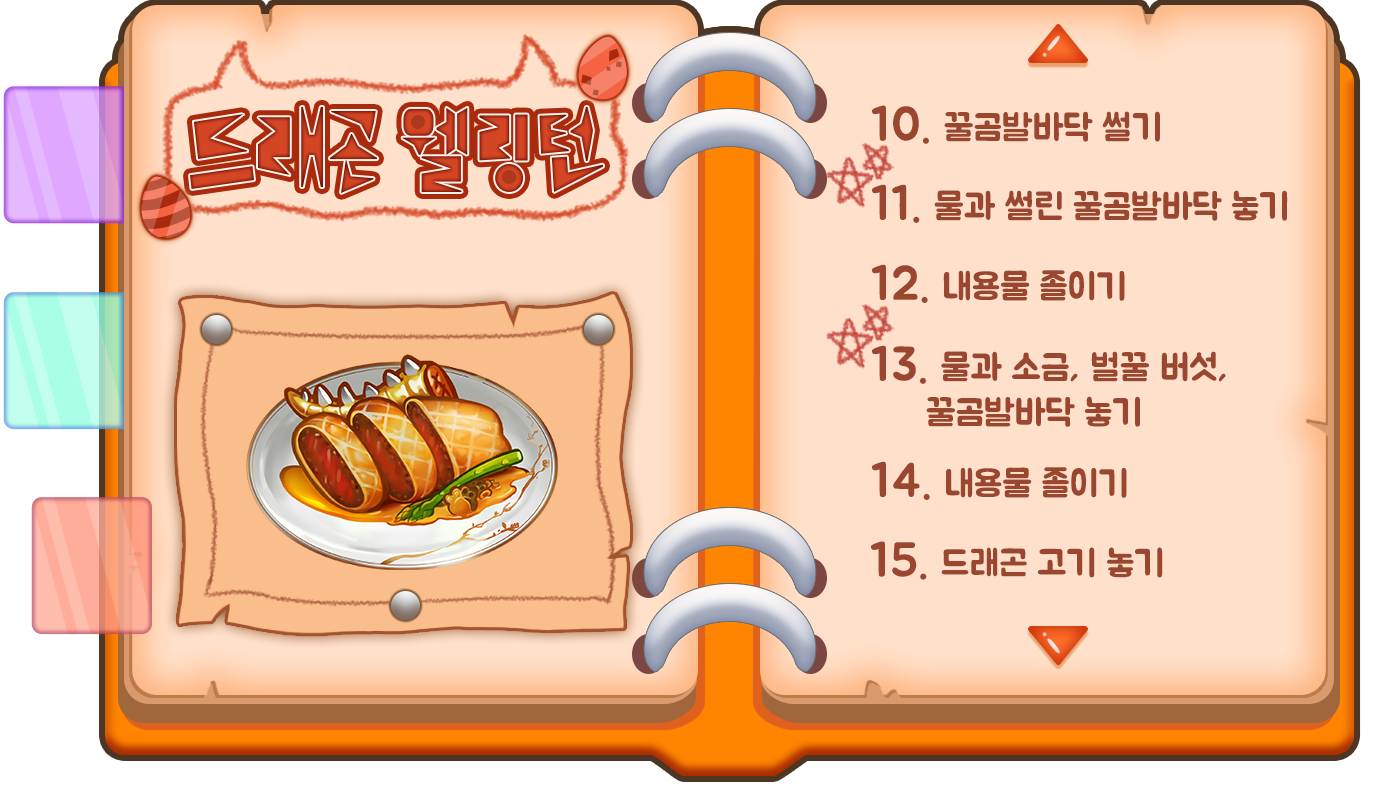 드래곤 웰링턴
10. 꿀곰발바닥 썰기
11. 물과 썰린 꿀곰발바닥 놓기
12. 내용물 졸이기
13. 물과 소금, 벌꿀 버섯,
꿀곰발바닥 놓기
14. 내용물 졸이기
15. 드래곤 고기 놓기